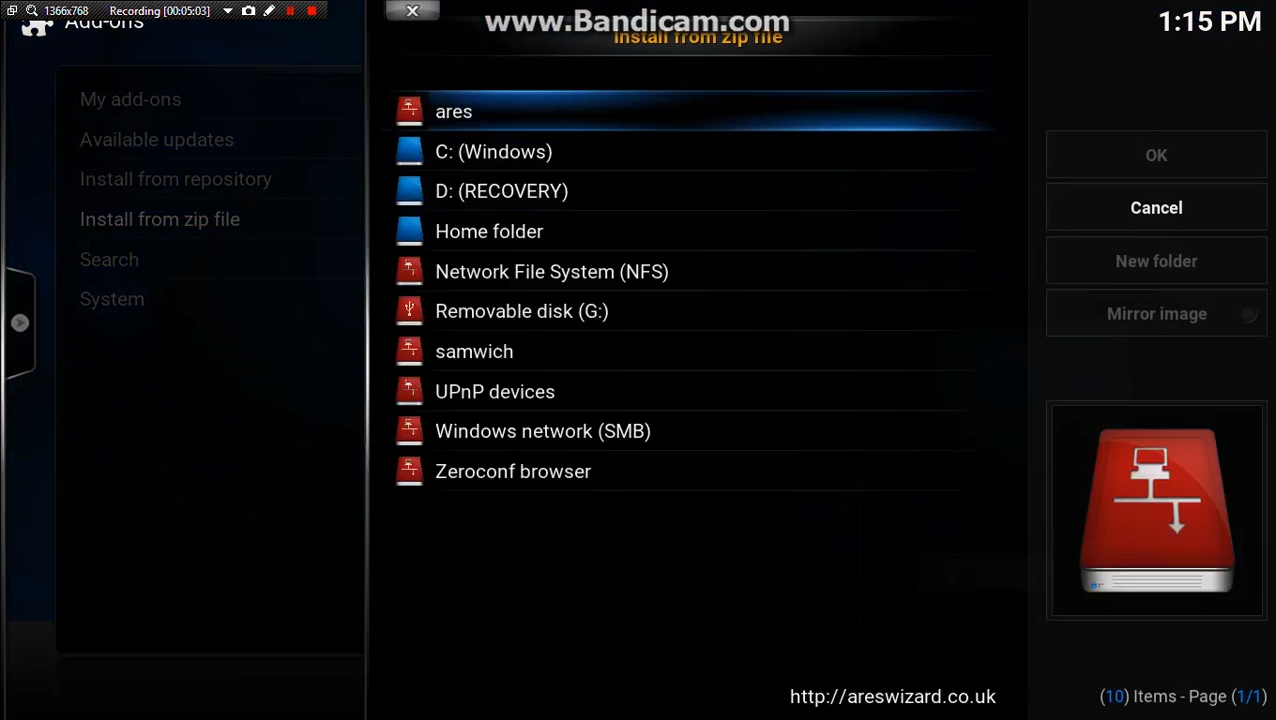 1366x768 Recording [00:05:03]
www.Bandicam.com
1:15 PM
Add-ons
Install from zip file
My add-ons
Available updates
Install from repository
Install from zip file
Search
System
ares
C: (Windows)
D: (RECOVERY)
Home folder
Network File System (NFS)
Removable disk (G:)
samwich
UPnP devices
Windows network (SMB)
Zeroconf browser
OK
Cancel
New folder
Mirror image
http://areswizard.co.uk
(10) Items - Page (1/1)